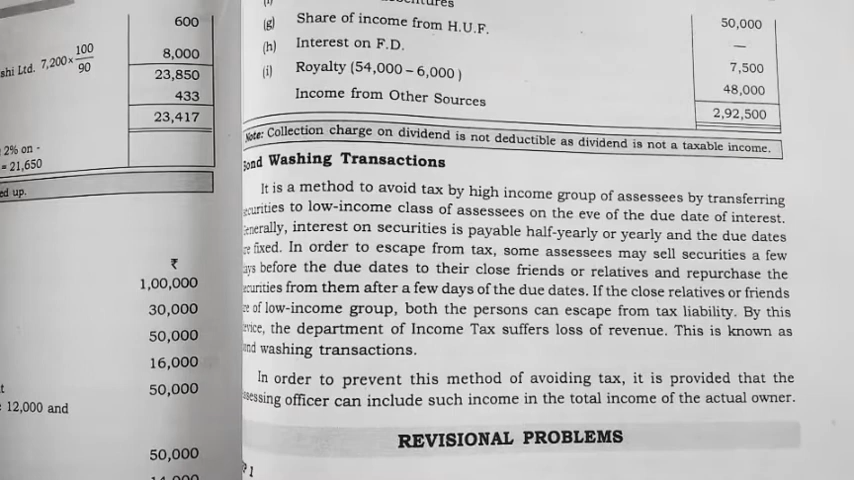 600
shi Ltd. 7,200×100/90 8,000
23,850
433
23,417
2% on -
= 21,650
ed up.
₹
1,00,000
30,000
50,000
16,000
t 50,000
12,000 and
50,000
14,000
(g) Share of income from H.U.F. 50,000
(h) Interest on F.D. —
(i) Royalty (54,000 – 6,000) 7,500
48,000
Income from Other Sources 2,92,500
Note: Collection charge on dividend is not deductible as dividend is not a taxable income.
Bond Washing Transactions
It is a method to avoid tax by high income group of assessees by transferring
ecurities to low-income class of assessees on the eve of the due date of interest.
Generally, interest on securities is payable half-yearly or yearly and the due dates
re fixed. In order to escape from tax, some assessees may sell securities a few
ays before the due dates to their close friends or relatives and repurchase the
ecurities from them after a few days of the due dates. If the close relatives or friends
re of low-income group, both the persons can escape from tax liability. By this
evice, the department of Income Tax suffers loss of revenue. This is known as
ond washing transactions.
In order to prevent this method of avoiding tax, it is provided that the
ssessing officer can include such income in the total income of the actual owner.
REVISIONAL PROBLEMS
P 1